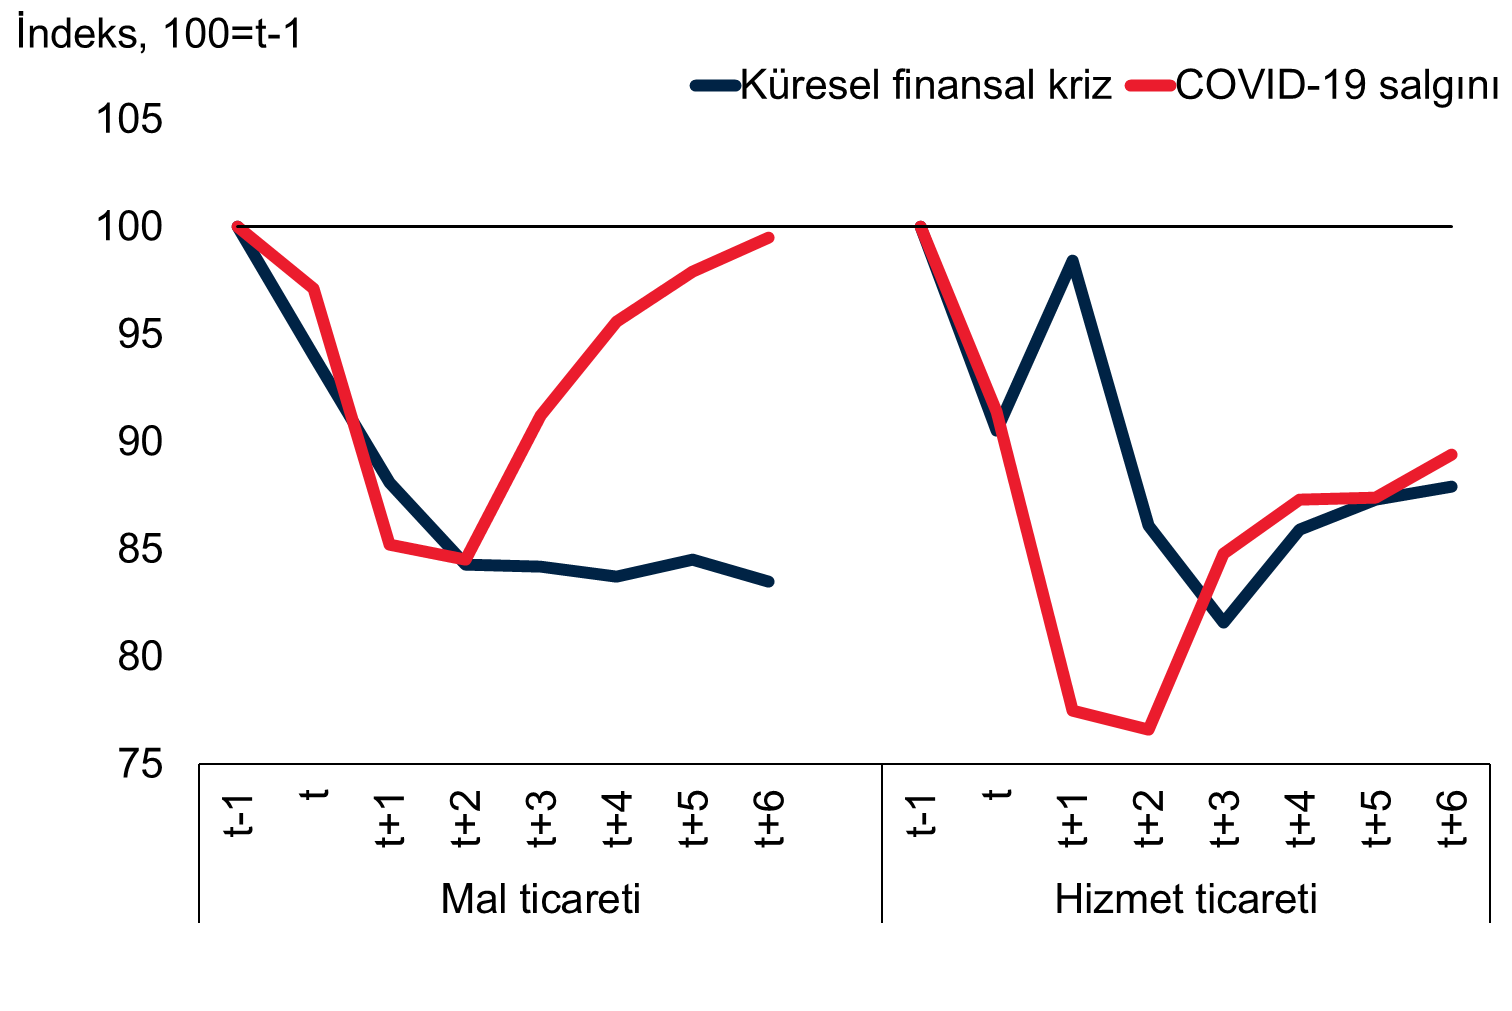 İndeks, 100=t-1
Küresel finansal kriz COVID-19 salgını
105
100
95
90
85
80
75
t-1 t t+1 t+2 t+3 t+4 t+5 t+6 t-1 t t+1 t+2 t+3 t+4 t+5 t+6
Mal ticareti Hizmet ticareti